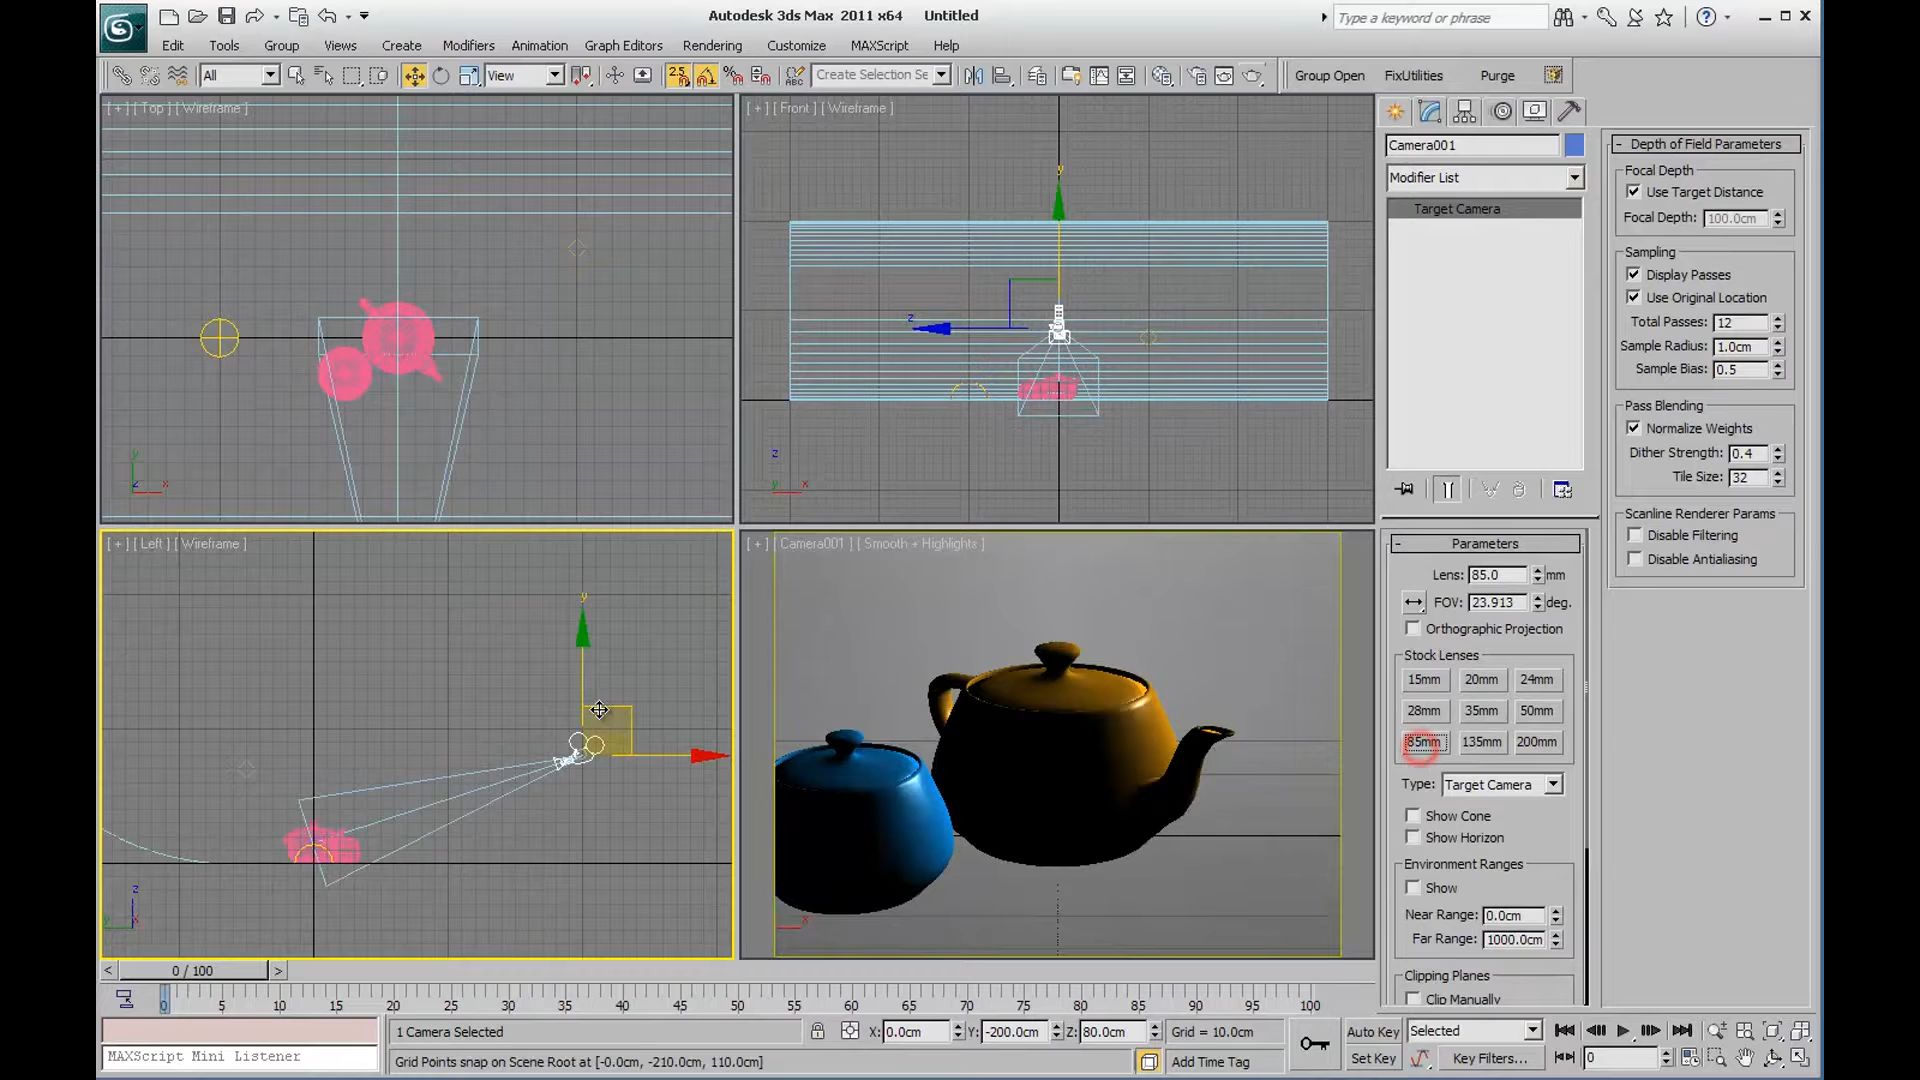 Autodesk 3ds Max 2011 x64 Untitled
Type a keyword or phrase
Edit Tools Group Views Create Modifiers Animation Graph Editors Rendering Customize MAXScript Help
All View 2.5 ABC Create Selection Se Group Open FixUtilities Purge
[ + ] [ Top ] [ Wireframe ]
[ + ] [ Front ] [ Wireframe ]
Camera001
Modifier List
Target Camera
Depth of Field Parameters
Focal Depth
Use Target Distance
Focal Depth: 100.0cm
Sampling
Display Passes
Use Original Location
Total Passes: 12
Sample Radius: 1.0cm
Sample Bias: 0.5
Pass Blending
Normalize Weights
Dither Strength: 0.4
Tile Size: 32
Scanline Renderer Params
Disable Filtering
Disable Antialiasing
[ + ] [ Left ] [ Wireframe ]
[ + ] [ Camera001 ] [ Smooth + Highlights ]
Parameters
Lens: 85.0 mm
FOV: 23.913 deg.
Orthographic Projection
Stock Lenses
15mm 20mm 24mm
28mm 35mm 50mm
85mm 135mm 200mm
Type: Target Camera
Show Cone
Show Horizon
Environment Ranges
Show
Near Range: 0.0cm
Far Range: 1000.0cm
Clipping Planes
Clip Manually
0 / 100
0 5 10 15 20 25 30 35 40 45 50 55 60 65 70 75 80 85 90 95 100
1 Camera Selected X: 0.0cm Y: -200.0cm Z: 80.0cm Grid = 10.0cm Auto Key Selected
MAXScript Mini Listener Grid Points snap on Scene Root at [-0.0cm, -210.0cm, 110.0cm] Add Time Tag Set Key Key Filters... 0